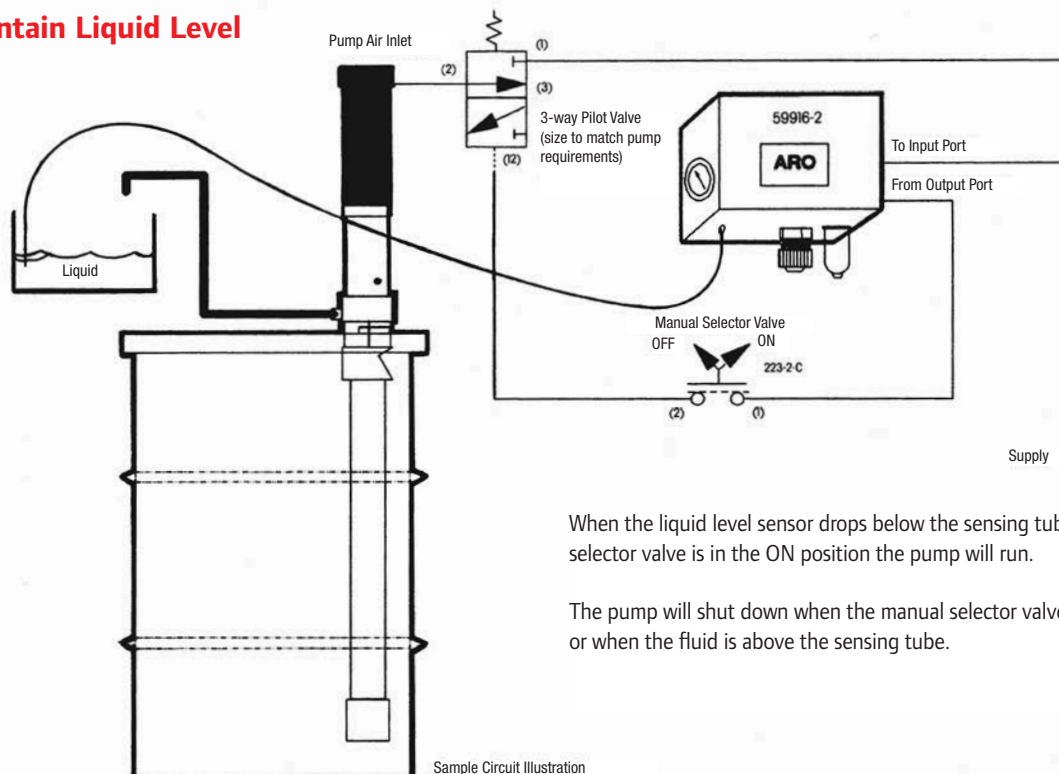 ntain Liquid Level
Pump Air Inlet
(1)
(2)
(3)
3-way Pilot Valve
(size to match pump
requirements)
(12)
59916-2
ARO
To Input Port
From Output Port
Liquid
Manual Selector Valve
OFF
ON
223-2-C
(2)
(1)
Supply
When the liquid level sensor drops below the sensing tub
selector valve is in the ON position the pump will run.
The pump will shut down when the manual selector valve
or when the fluid is above the sensing tube.
Sample Circuit Illustration